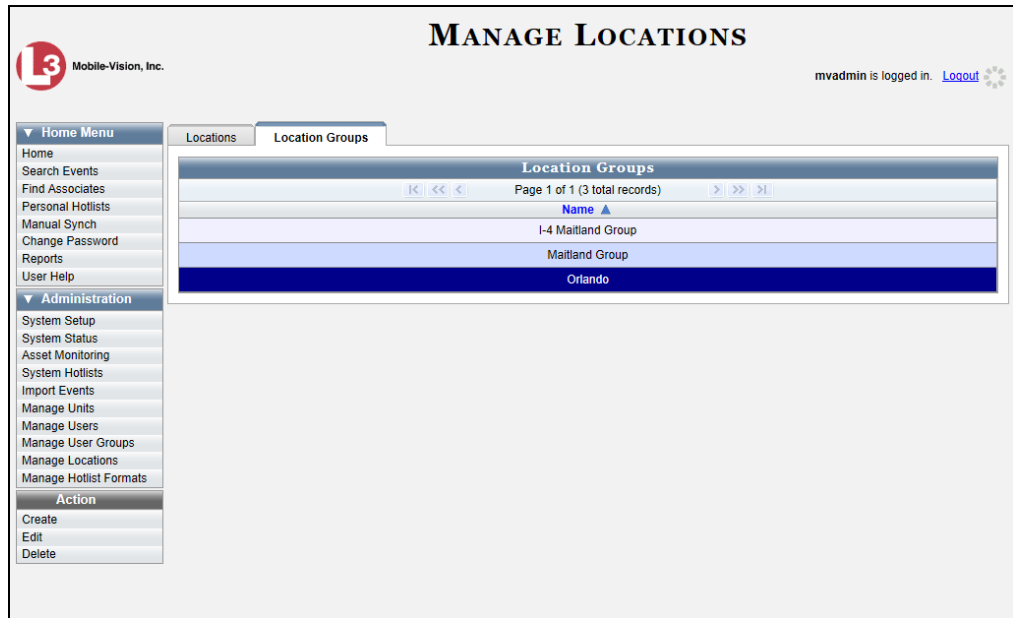 MANAGE LOCATIONS
L3 Mobile-Vision, Inc.
mvadmin is logged in. Logout
▼ Home Menu
Home
Search Events
Find Associates
Personal Hotlists
Manual Synch
Change Password
Reports
User Help
▼ Administration
System Setup
System Status
Asset Monitoring
System Hotlists
Import Events
Manage Units
Manage Users
Manage User Groups
Manage Locations
Manage Hotlist Formats
Action
Create
Edit
Delete
Locations Location Groups
Location Groups
|< << < Page 1 of 1 (3 total records) > >> >|
Name ▲
I-4 Maitland Group
Maitland Group
Orlando